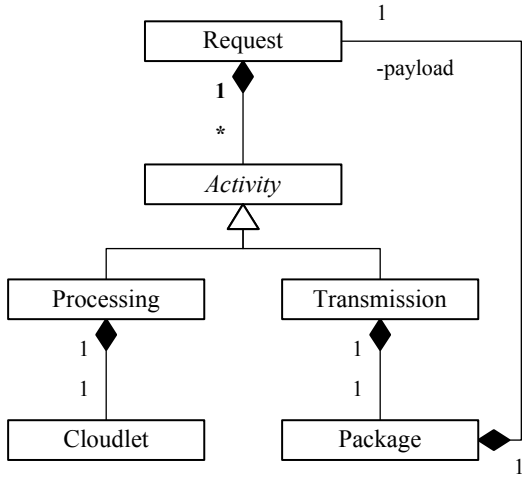 1
Request
-payload
1
*
Activity
Processing
Transmission
1
1
1
1
Cloudlet
Package
1